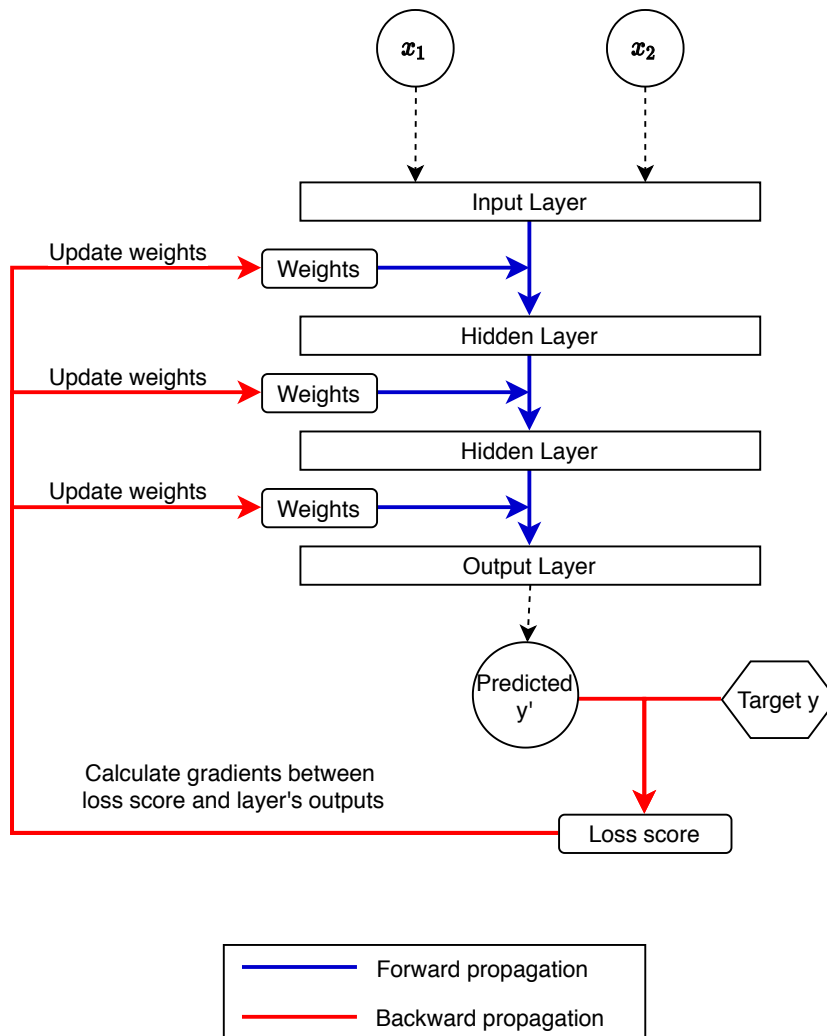 x₁
x₂
Input Layer
Update weights
Weights
Hidden Layer
Update weights
Weights
Hidden Layer
Update weights
Weights
Output Layer
Predicted
y'
Target y
Calculate gradients between
loss score and layer's outputs
Loss score
Forward propagation
Backward propagation